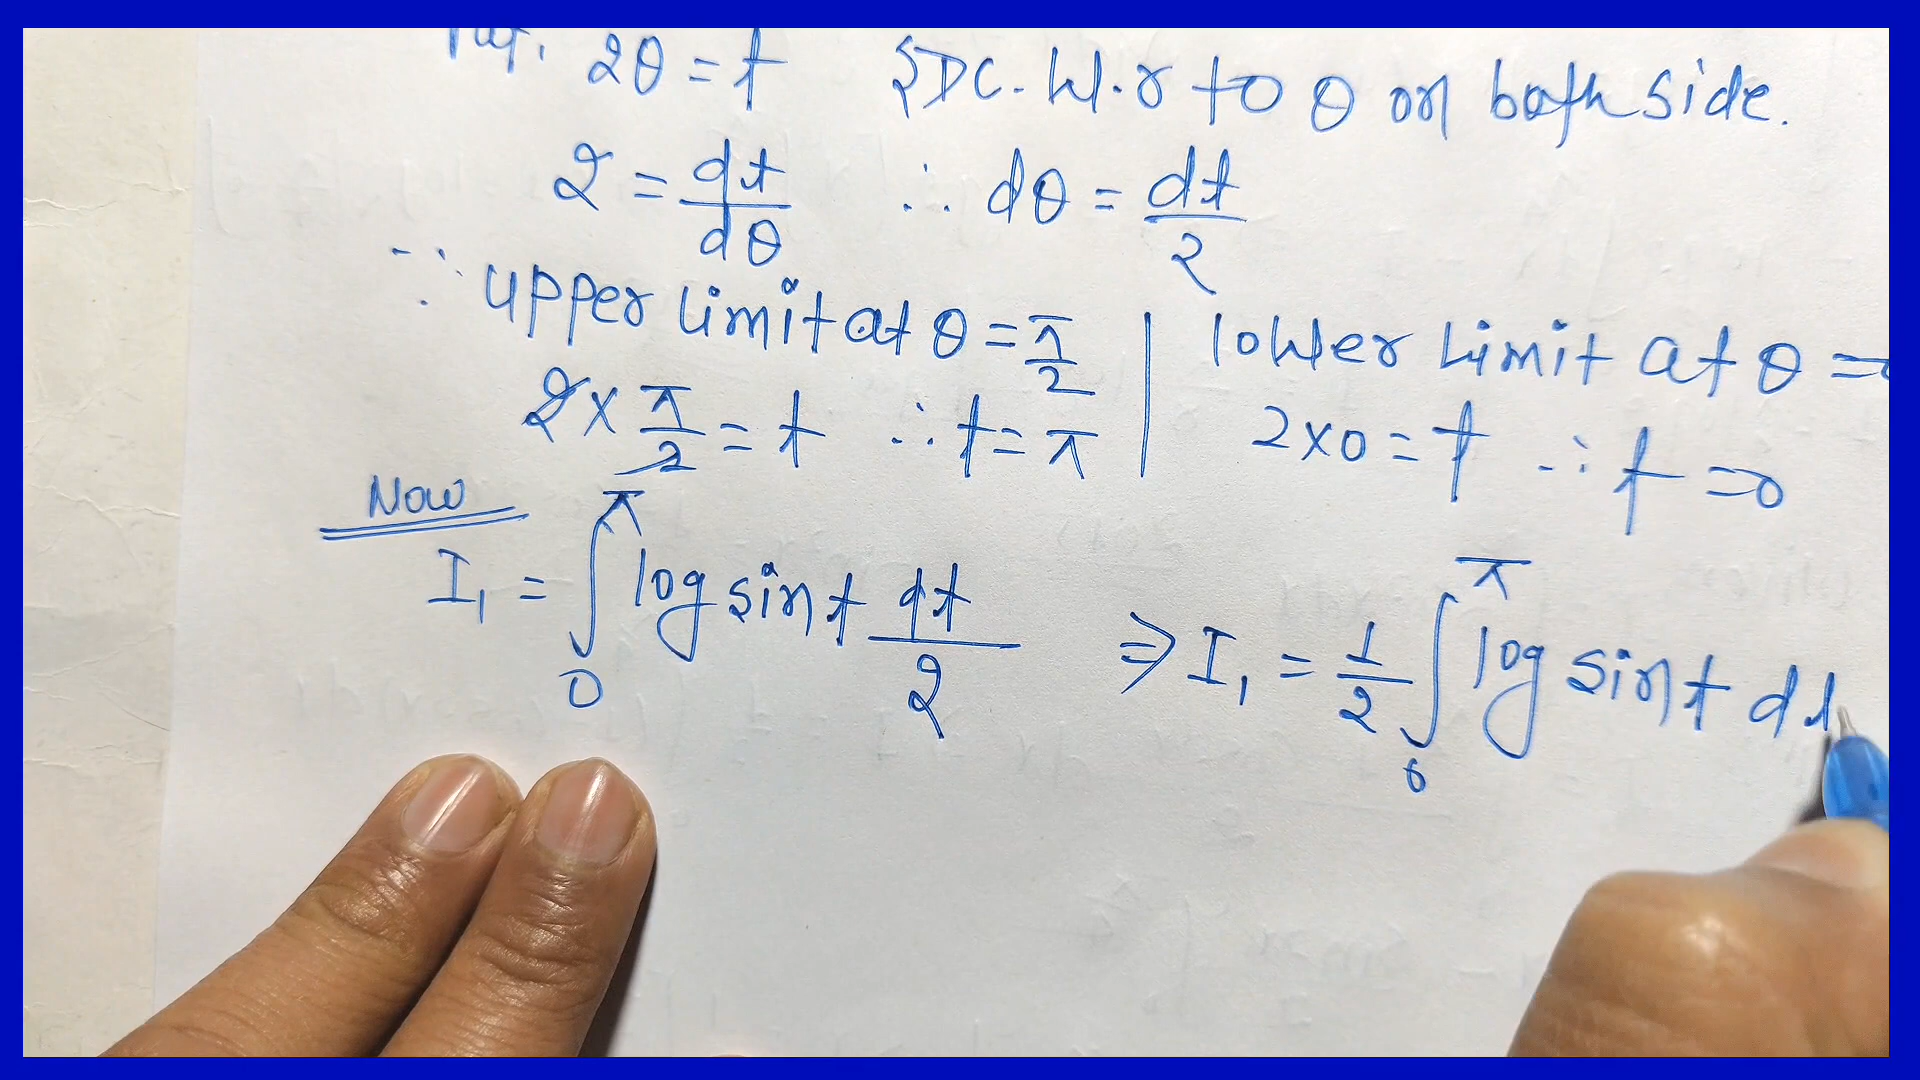 Put. 2θ = t DC. W.r to θ on both side.
2 = dt/dθ ∴ dθ = dt/2
∴ upper limit at θ = π/2 | lower limit at θ = 0
2 × π/2 = t ∴ t = π | 2×0 = t ∴ t = 0
Now
I₁ = ∫₀^π log sin t dt/2 ⇒ I₁ = 1/2 ∫₀^π log sin t dt